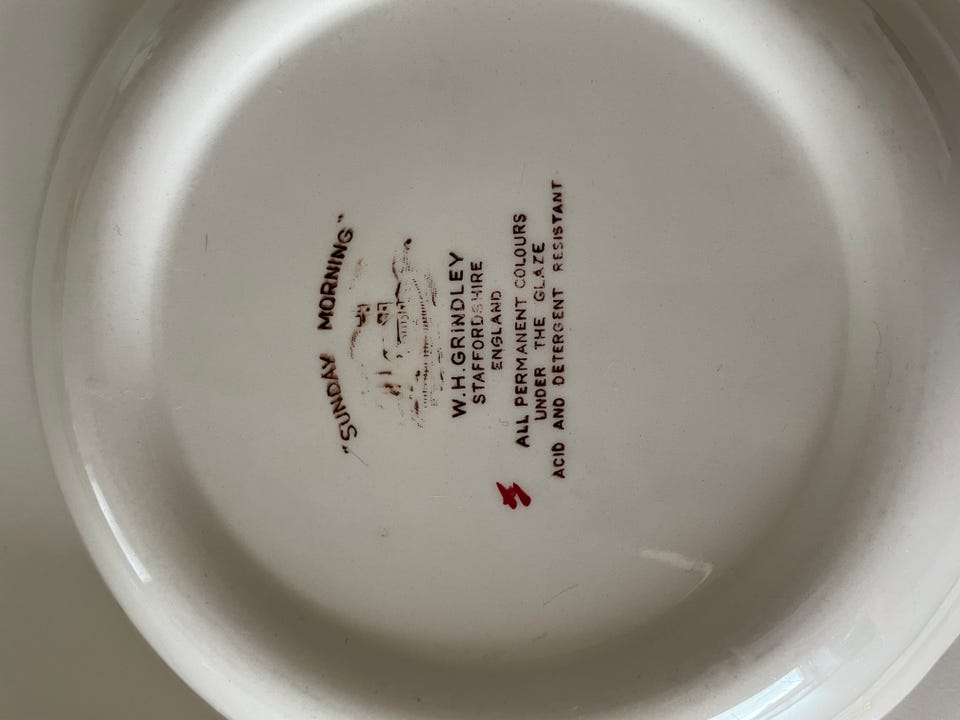 "SUNDAY MORNING"
W.H.GRINDLEY
STAFFORDSHIRE
ENGLAND
ALL PERMANENT COLOURS
UNDER THE GLAZE
ACID AND DETERGENT RESISTANT